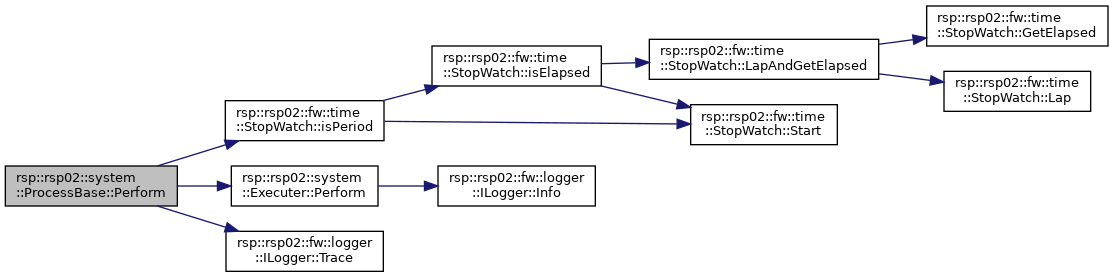 rsp::rsp02::system
::ProcessBase::Perform
rsp::rsp02::fw::time
::StopWatch::isPeriod
rsp::rsp02::fw::time
::StopWatch::isElapsed
rsp::rsp02::fw::time
::StopWatch::LapAndGetElapsed
rsp::rsp02::fw::time
::StopWatch::GetElapsed
rsp::rsp02::fw::time
::StopWatch::Lap
rsp::rsp02::fw::time
::StopWatch::Start
rsp::rsp02::system
::Executer::Perform
rsp::rsp02::fw::logger
::ILogger::Info
rsp::rsp02::fw::logger
::ILogger::Trace